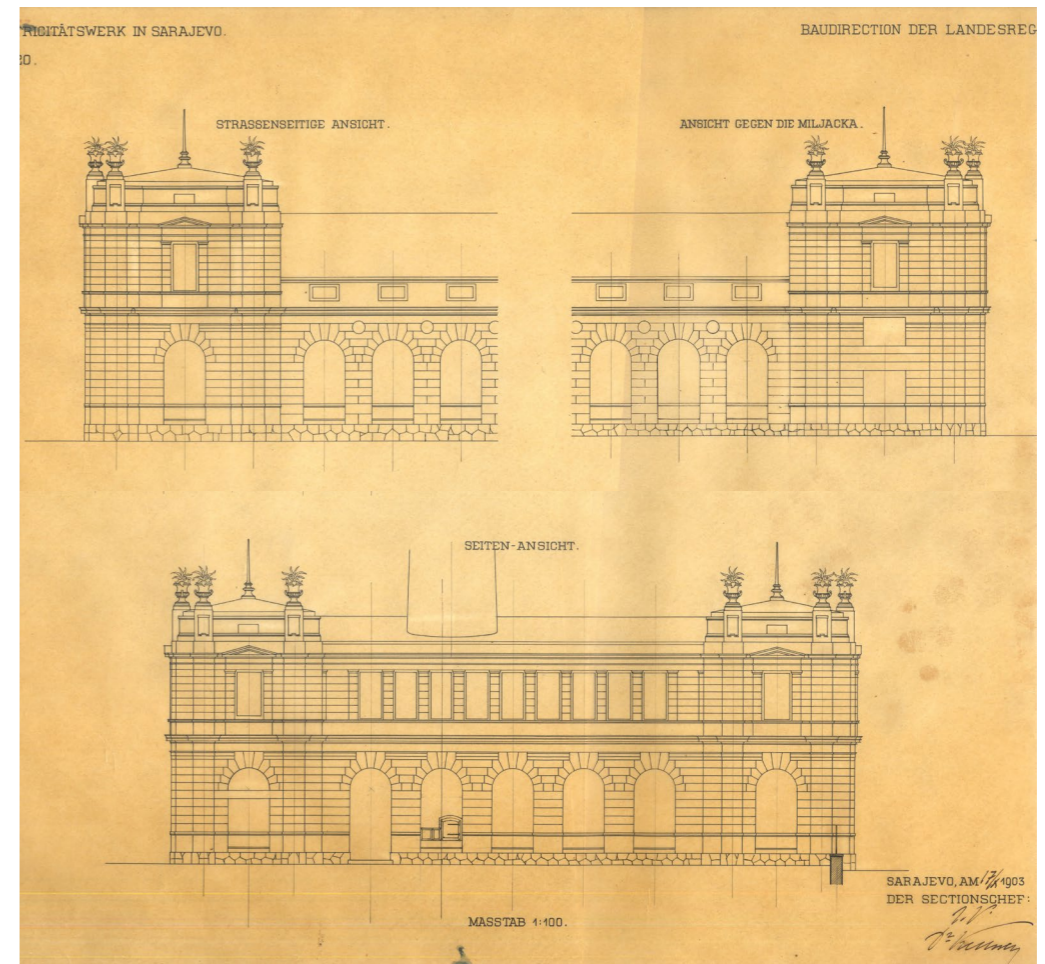 RICITÄTSWERK IN SARAJEVO.
BAUDIRECTION DER LANDESREG
20.
STRASSENSEITIGE ANSICHT.
ANSICHT GEGEN DIE MILJACKA.
SEITEN-ANSICHT.
SARAJEVO, AM 1903
DER SECTIONSCHEF:
MASSTAB 1:100.